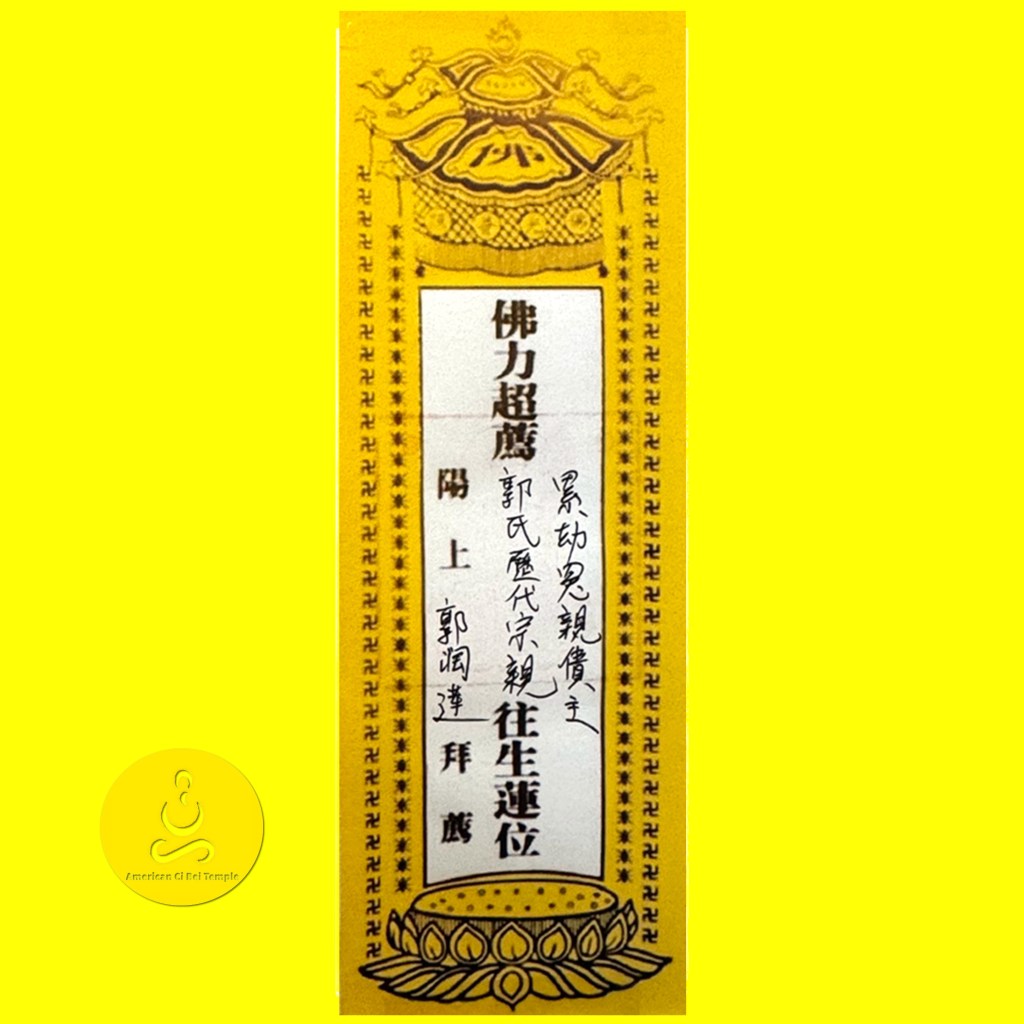 佛
累劫冤親債主
佛力超薦郭氏歷代宗親往生蓮位
陽上郭潤達拜薦
American Ci Bei Temple